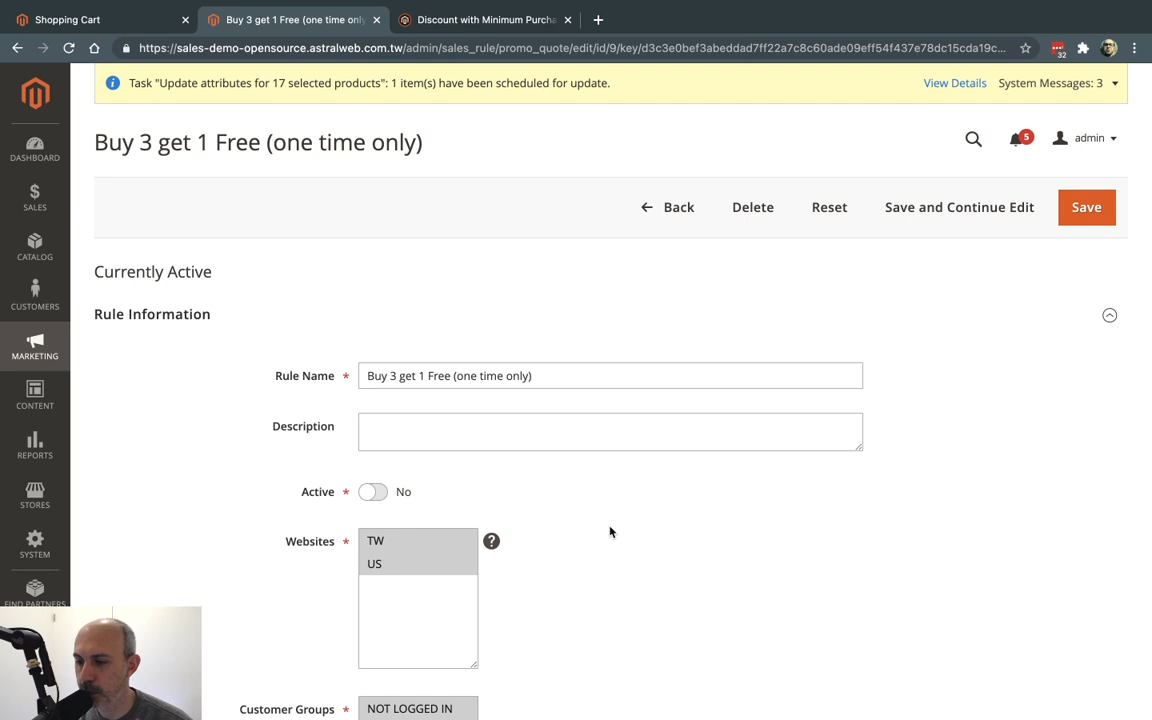 Shopping Cart
Buy 3 get 1 Free (one time only
Discount with Minimum Purcha
https://sales-demo-opensource.astralweb.com.tw/admin/sales_rule/promo_quote/edit/id/9/key/d3c3e0bef3abeddad7ff22a7c8c60ade09eff54f437e78dc15cda19c...
32
Task "Update attributes for 17 selected products": 1 item(s) have been scheduled for update.
View Details
System Messages: 3
Buy 3 get 1 Free (one time only)
5
admin
DASHBOARD
SALES
CATALOG
CUSTOMERS
MARKETING
CONTENT
REPORTS
STORES
SYSTEM
FIND PARTNERS
Back
Delete
Reset
Save and Continue Edit
Save
Currently Active
Rule Information
Rule Name *
Buy 3 get 1 Free (one time only)
Description
Active *
No
Websites *
TW
US
?
Customer Groups *
NOT LOGGED IN